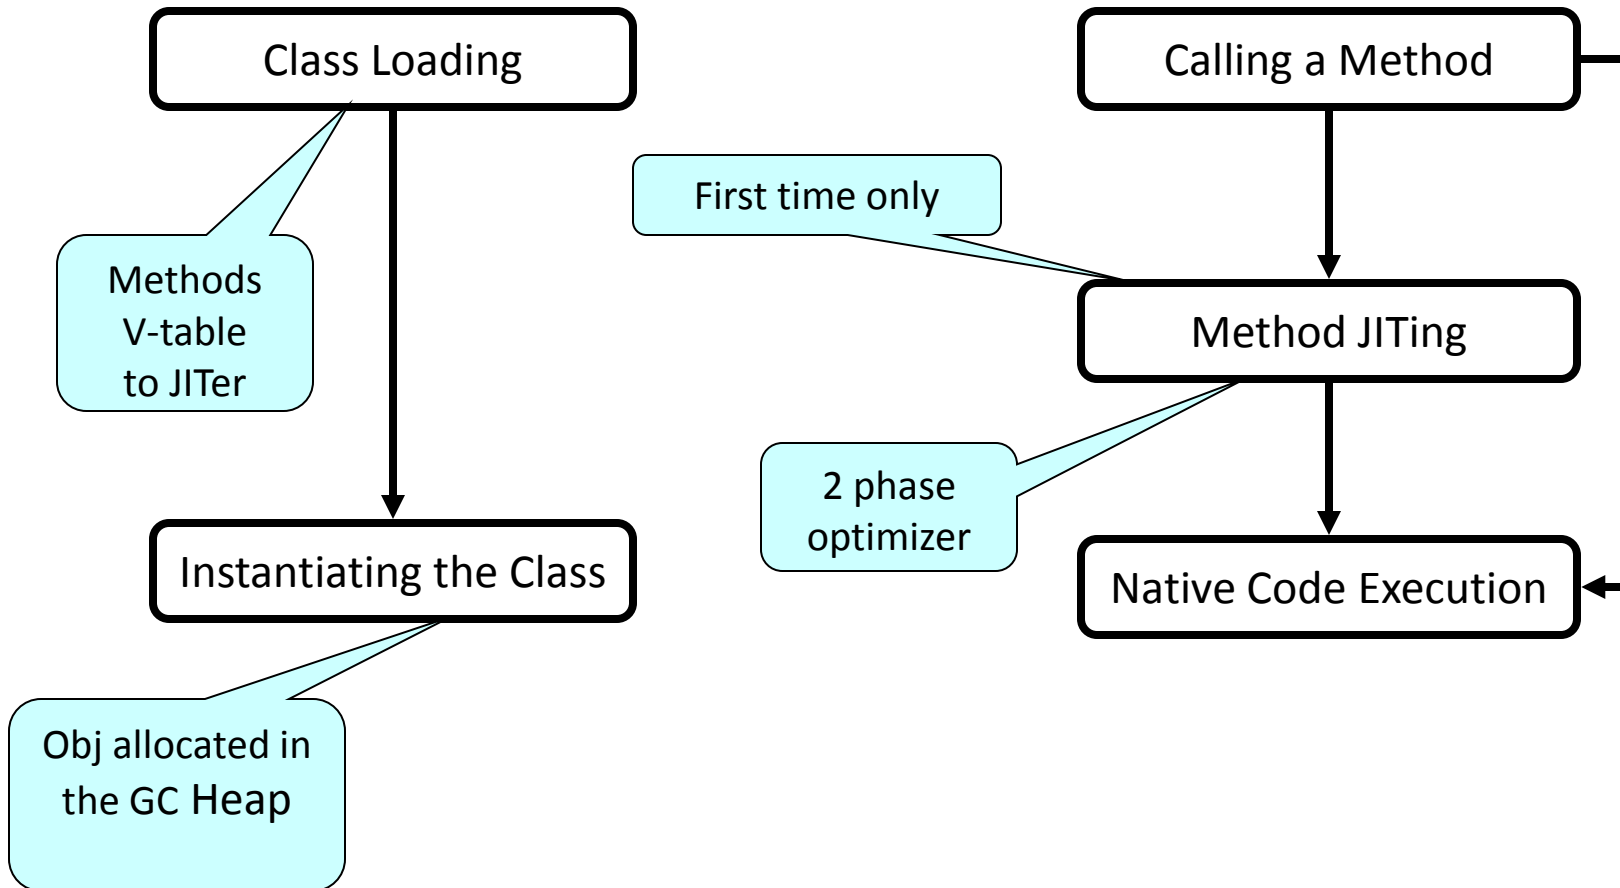 Class Loading
Calling a Method
First time only
Methods
V-table
to JITer
Method JITing
2 phase
optimizer
Instantiating the Class
Native Code Execution
Obj allocated in
the GC Heap